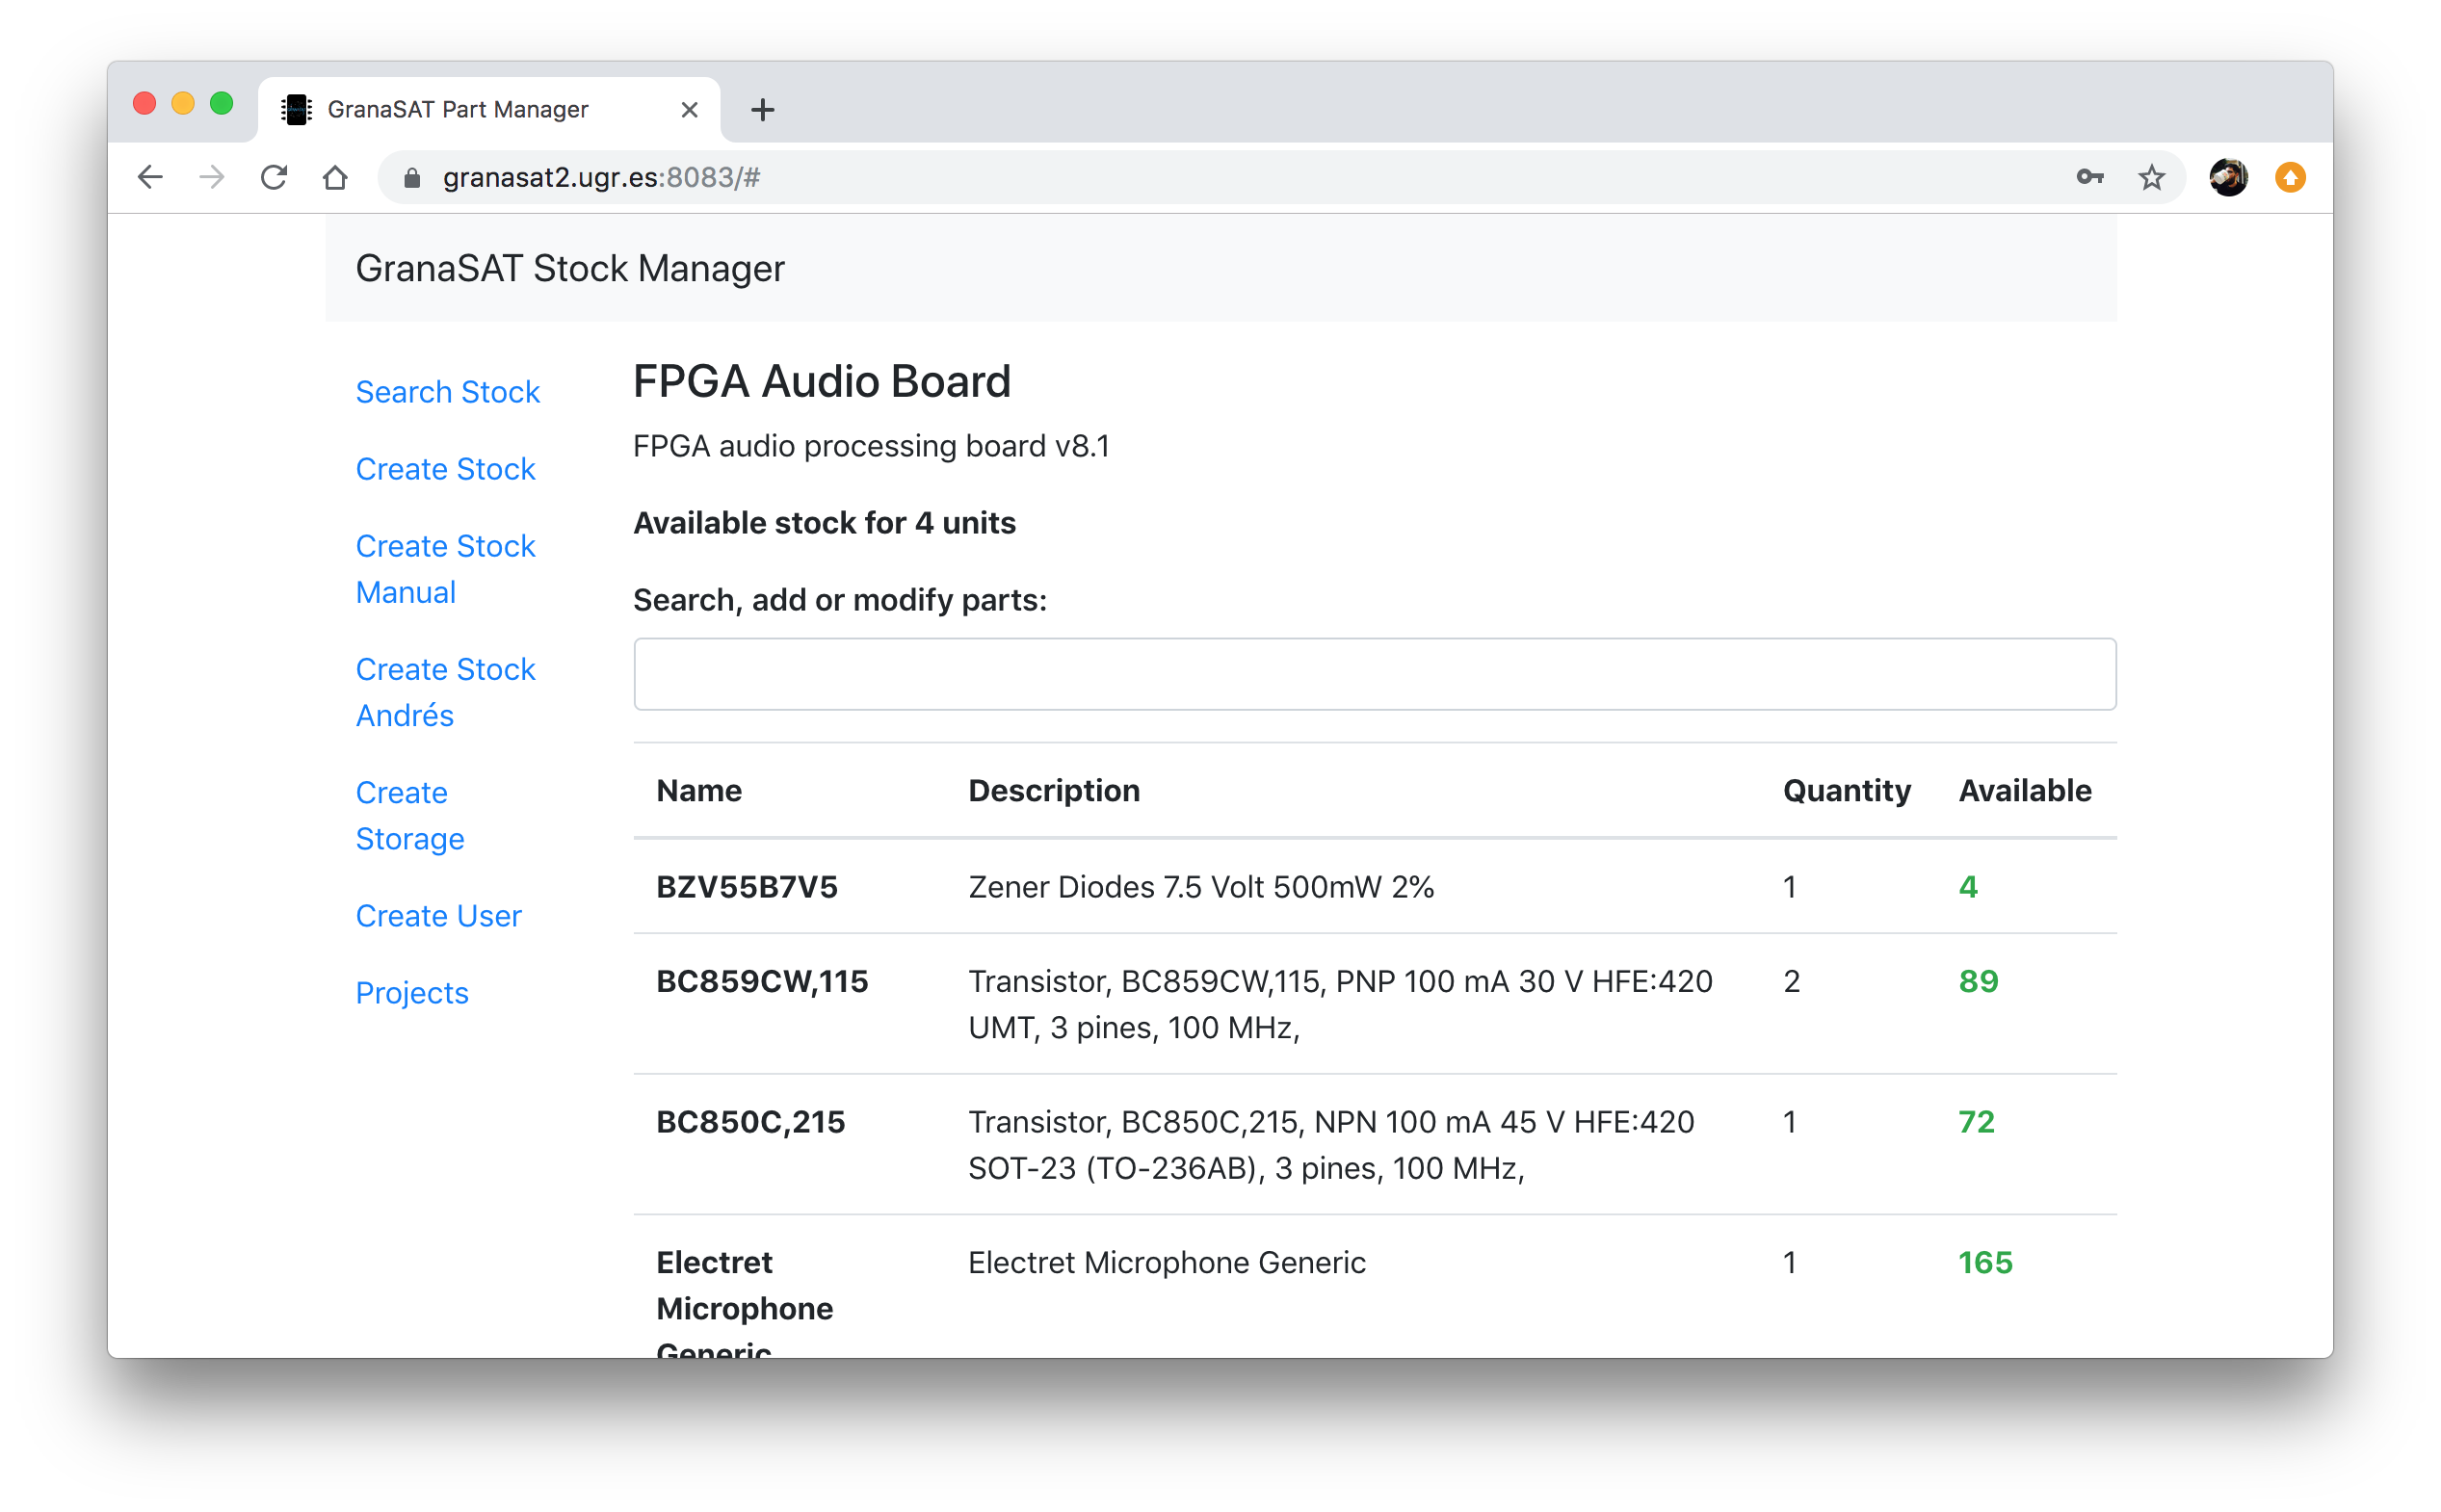 GranaSAT Part Manager
granasat2.ugr.es:8083/#
GranaSAT Stock Manager
Search Stock
Create Stock
Create Stock
Manual
Create Stock
Andrés
Create
Storage
Create User
Projects
FPGA Audio Board
FPGA audio processing board v8.1
Available stock for 4 units
Search, add or modify parts:
Name Description Quantity Available
BZV55B7V5 Zener Diodes 7.5 Volt 500mW 2% 1 4
BC859CW,115 Transistor, BC859CW,115, PNP 100 mA 30 V HFE:420 2 89
UMT, 3 pines, 100 MHz,
BC850C,215 Transistor, BC850C,215, NPN 100 mA 45 V HFE:420 1 72
SOT-23 (TO-236AB), 3 pines, 100 MHz,
Electret Electret Microphone Generic 1 165
Microphone
Generic